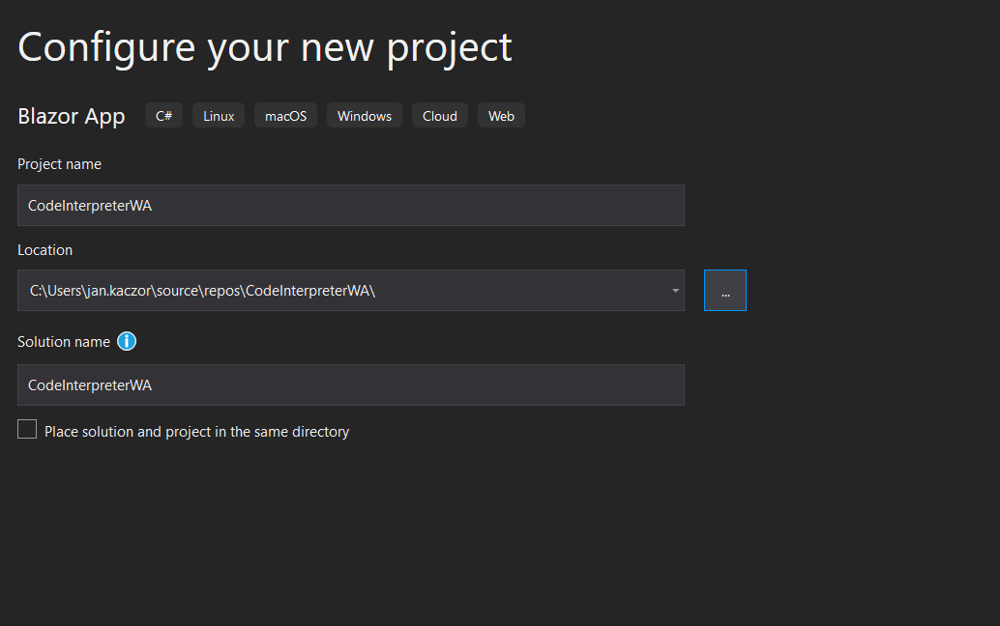 Configure your new project
Blazor App C# Linux macOS Windows Cloud Web
Project name
CodeInterpreterWA
Location
C:\Users\jan.kaczor\source\repos\CodeInterpreterWA\
...
Solution name
CodeInterpreterWA
Place solution and project in the same directory